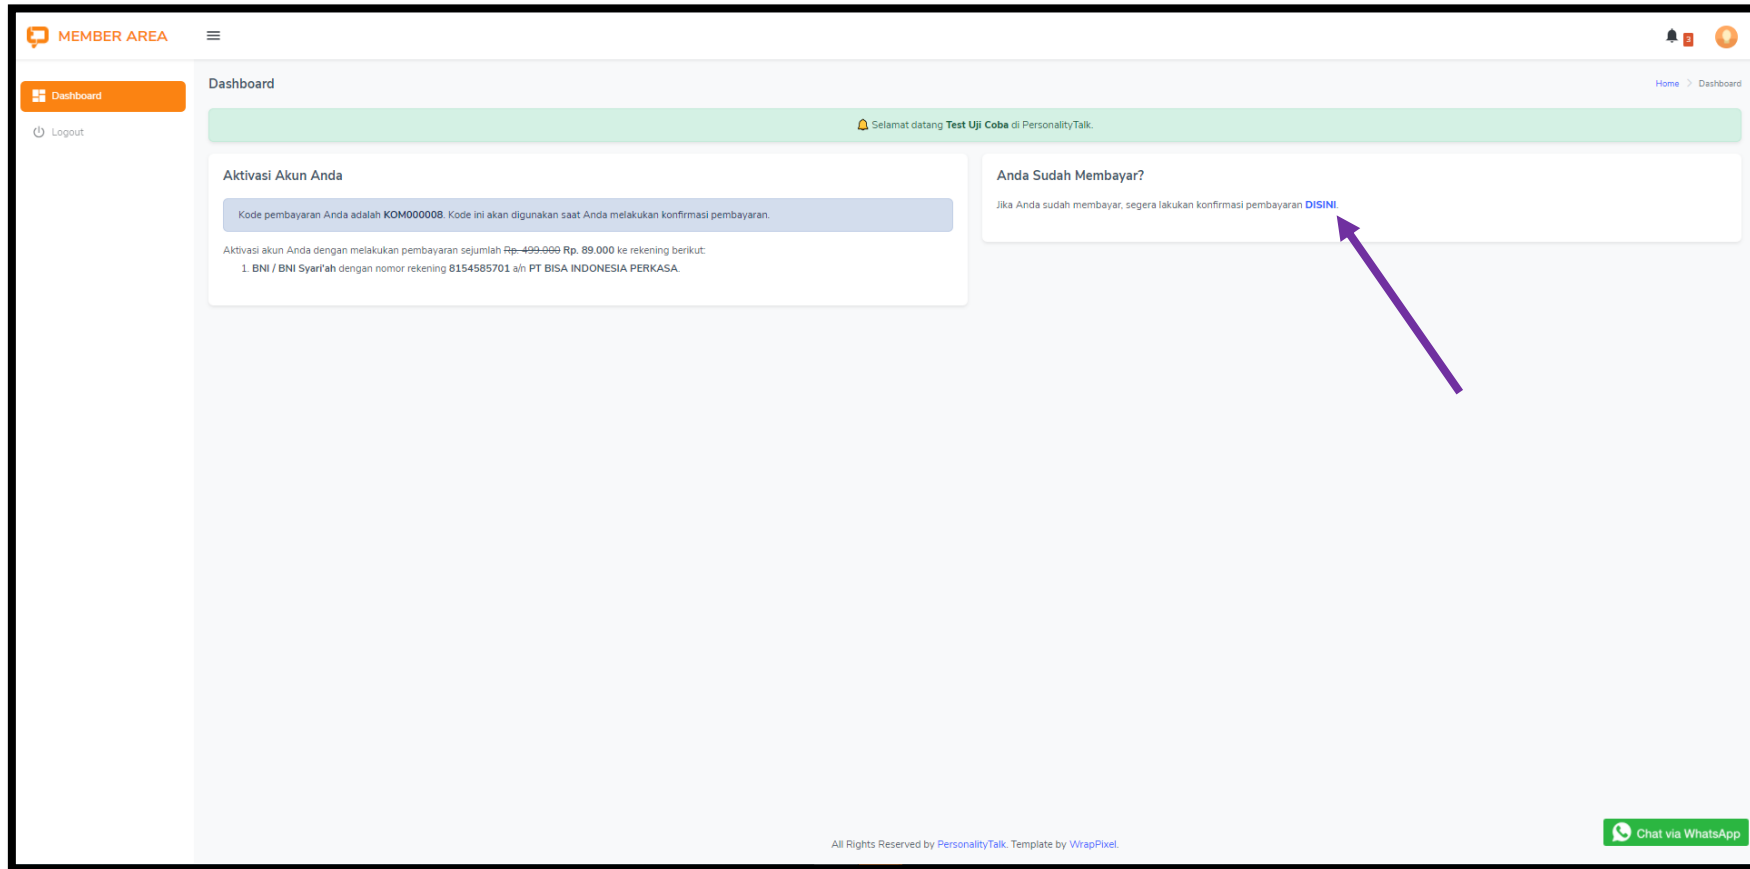 MEMBER AREA
3
Dashboard
Logout
Dashboard
Home > Dashboard
Selamat datang Test Uji Coba di PersonalityTalk.
Aktivasi Akun Anda
Kode pembayaran Anda adalah KOM000008. Kode ini akan digunakan saat Anda melakukan konfirmasi pembayaran.
Aktivasi akun Anda dengan melakukan pembayaran sejumlah Rp. 499.000 Rp. 89.000 ke rekening berikut:
1. BNI / BNI Syari'ah dengan nomor rekening 8154585701 a/n PT BISA INDONESIA PERKASA.
Anda Sudah Membayar?
Jika Anda sudah membayar, segera lakukan konfirmasi pembayaran DISINI.
All Rights Reserved by PersonalityTalk. Template by WrapPixel.
Chat via WhatsApp